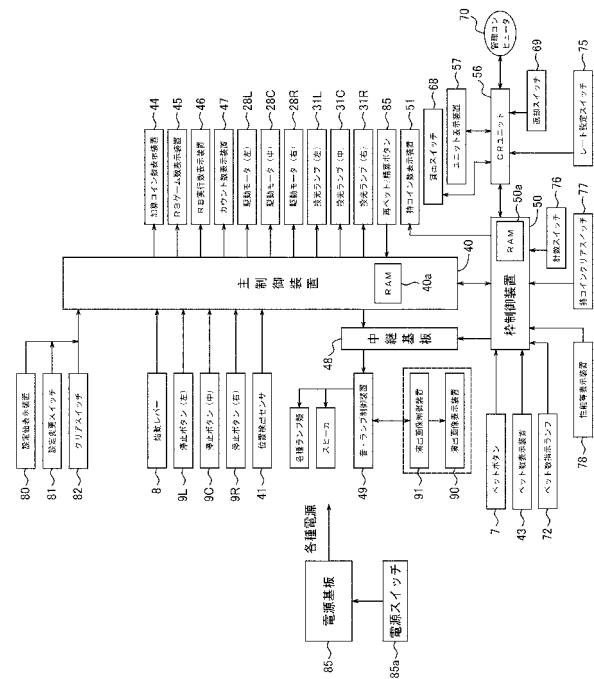 70
管理コン
ピュータ
75
レート設定スイッチ
69
返却スイッチ
56
CRユニット
57
ユニット表示装置
68
貸出スイッチ
44
加算コイン数表示装置
45
RBゲーム数表示装置
46
RB実行数表示装置
47
カウント数表示装置
28L
駆動モータ(左)
28C
駆動モータ(中)
28R
駆動モータ(右)
31L
投光ランプ(左)
31C
投光ランプ(中)
31R
投光ランプ(右)
85
再ベット/精算ボタン
51
持コイン数表示装置
主制御装置
RAM
40a
40
50a
RAM
50
枠制御装置
76
計数スイッチ
77
持コインクリアスイッチ
中継基板
48
設定値表示装置
80
設定変更スイッチ
81
クリアスイッチ
82
始動レバー
8
停止ボタン(左)
9L
停止ボタン(中)
9C
停止ボタン(右)
9R
位置検出センサ
41
各種ランプ類
スピーカ
音・ランプ制御装置
49
演出画像制御装置
91
演出画像表示装置
90
ベットボタン
7
ベット数表示装置
43
ベット数指示ランプ
72
性能等表示装置
78
各種電源
電源基板
85
電源スイッチ
85a